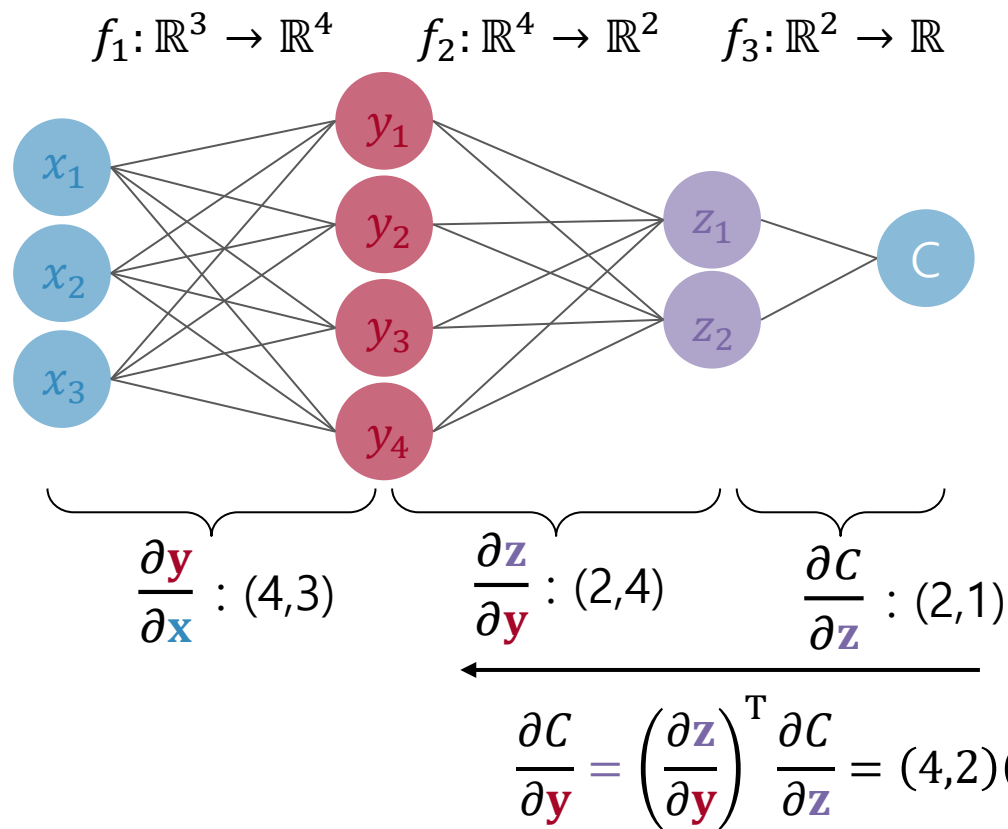 f₁: ℝ³ → ℝ⁴ f₂: ℝ⁴ → ℝ² f₃: ℝ² → ℝ
y₁
x₁
z₁
y₂
C
x₂
z₂
y₃
x₃
y₄
∂𝐲/∂𝐱 : (4,3) ∂𝐳/∂𝐲 : (2,4) ∂C/∂𝐳 : (2,1)
∂C/∂𝐲 = (∂𝐳/∂𝐲)ᵀ ∂C/∂𝐳 = (4,2)(